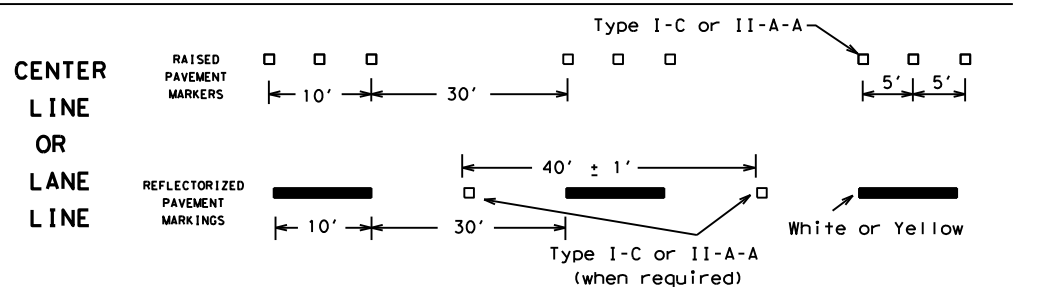 CENTER
LINE
OR
LANE
LINE
RAISED
PAVEMENT
MARKERS
Type I-C or II-A-A
10'
30'
5'
5'
REFLECTORIZED
PAVEMENT
MARKINGS
40' ± 1'
10'
30'
Type I-C or II-A-A
(when required)
White or Yellow